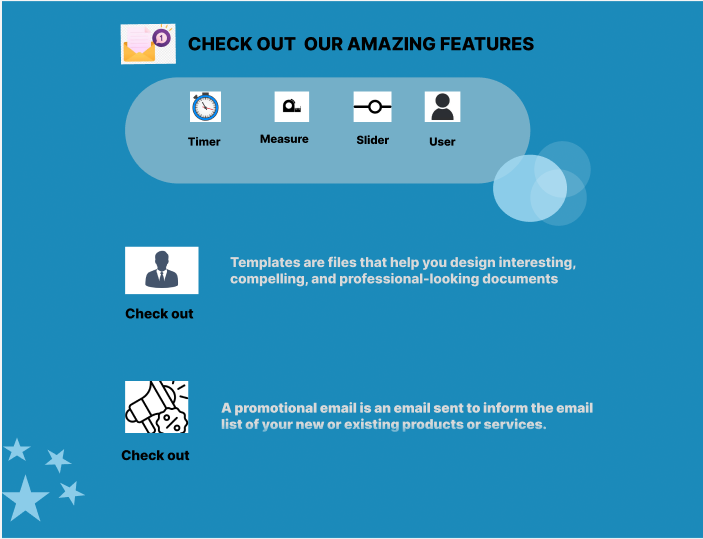 1
CHECK OUT OUR AMAZING FEATURES
Timer Measure Slider User
Templates are files that help you design interesting,
compelling, and professional-looking documents
Check out
%
A promotional email is an email sent to inform the email
list of your new or existing products or services.
Check out